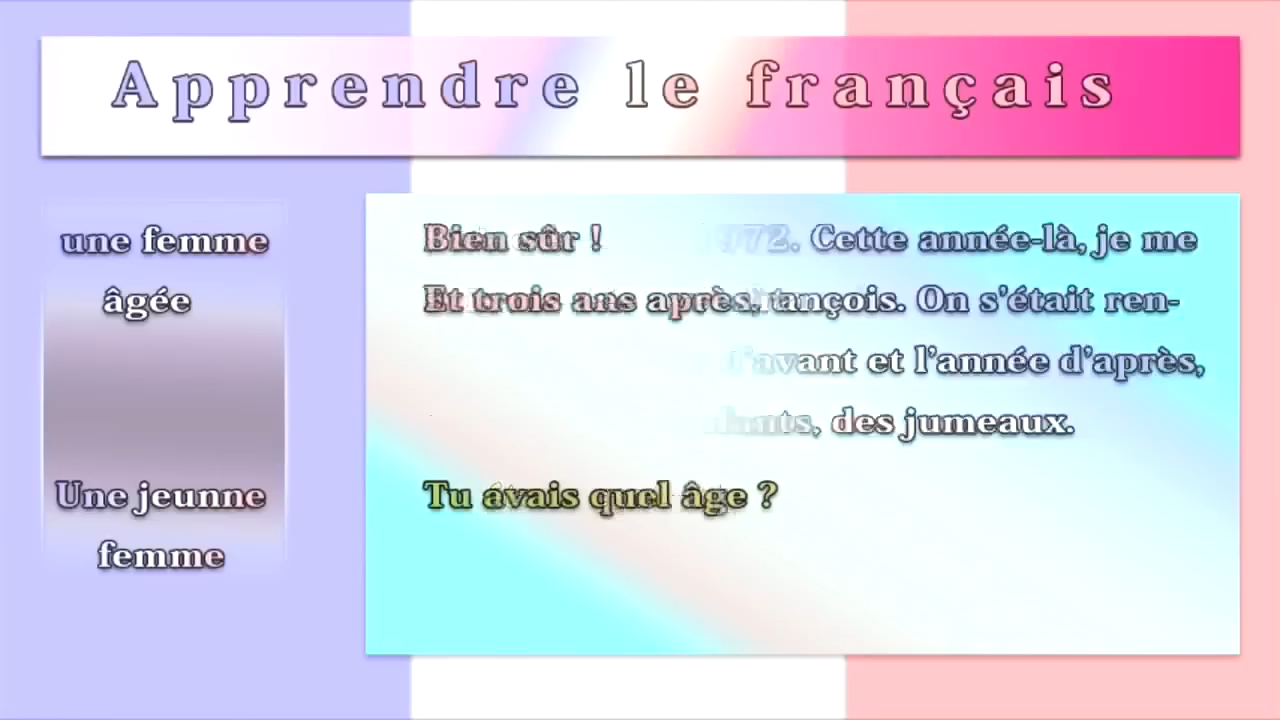 Apprendre le français
une femme
âgée
Bien sûr ! 1972. Cette année-là, je me
Et trois ans après, rançois. On s'était ren-
d'avant et l'année d'après,
des jumeaux.
Une jeunne
femme
Tu avais quel âge ?